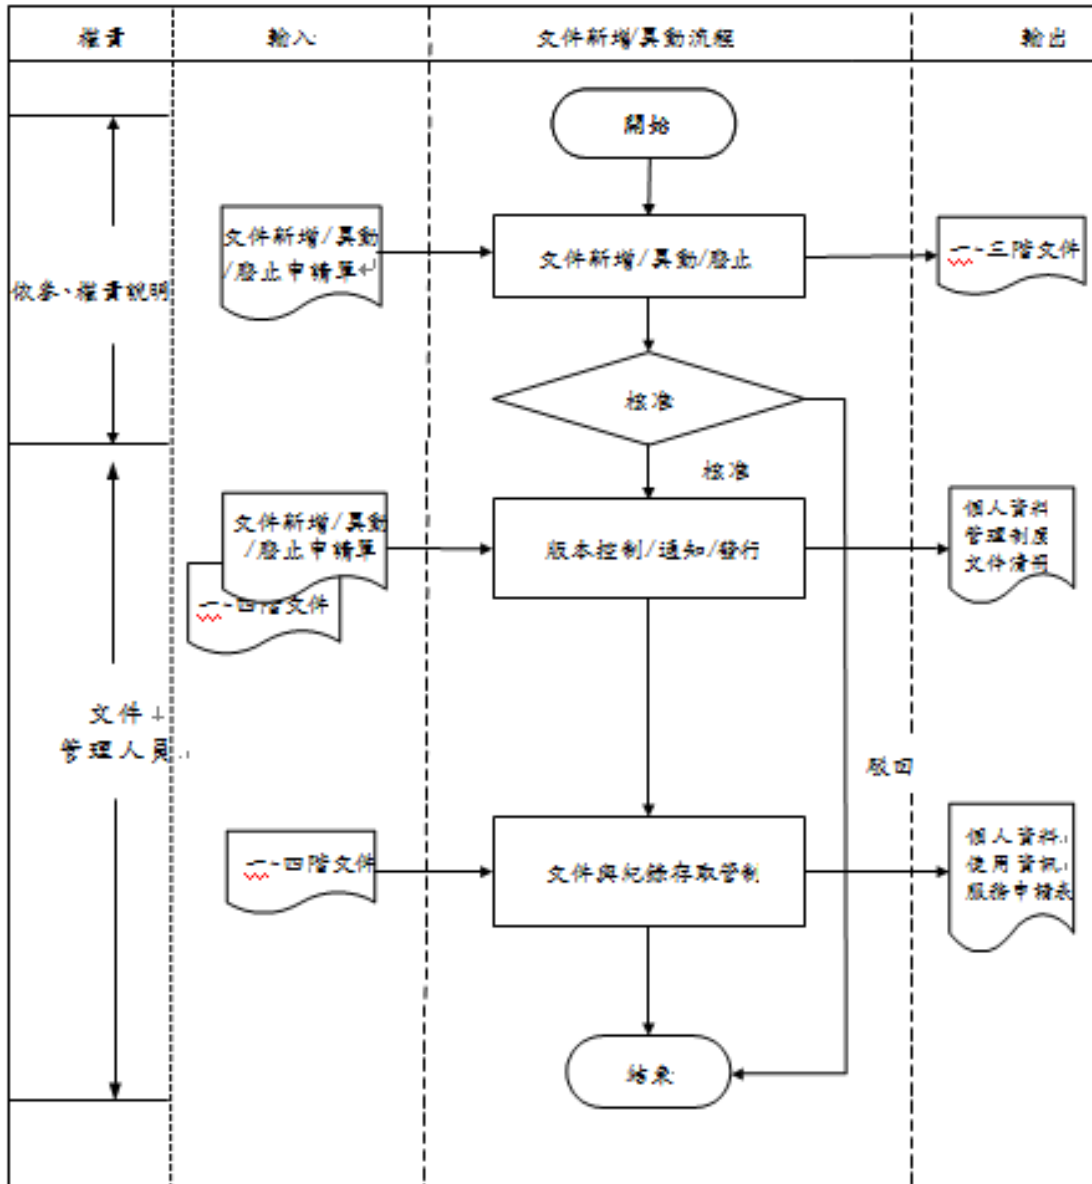 權責
輸入
文件新增/異動流程
輸出
開始
文件新增/異動
/廢止申請單
文件新增/異動/廢止
一~三階文件
依參、權責說明
核准
核准
文件新增/異動
/廢止申請單
一~四階文件
版本控制/通知/發行
個人資料
管理制度
文件清冊
文件
管理人員
駁回
一~四階文件
文件與紀錄存取管制
個人資料
使用資訊
服務申請表
結束